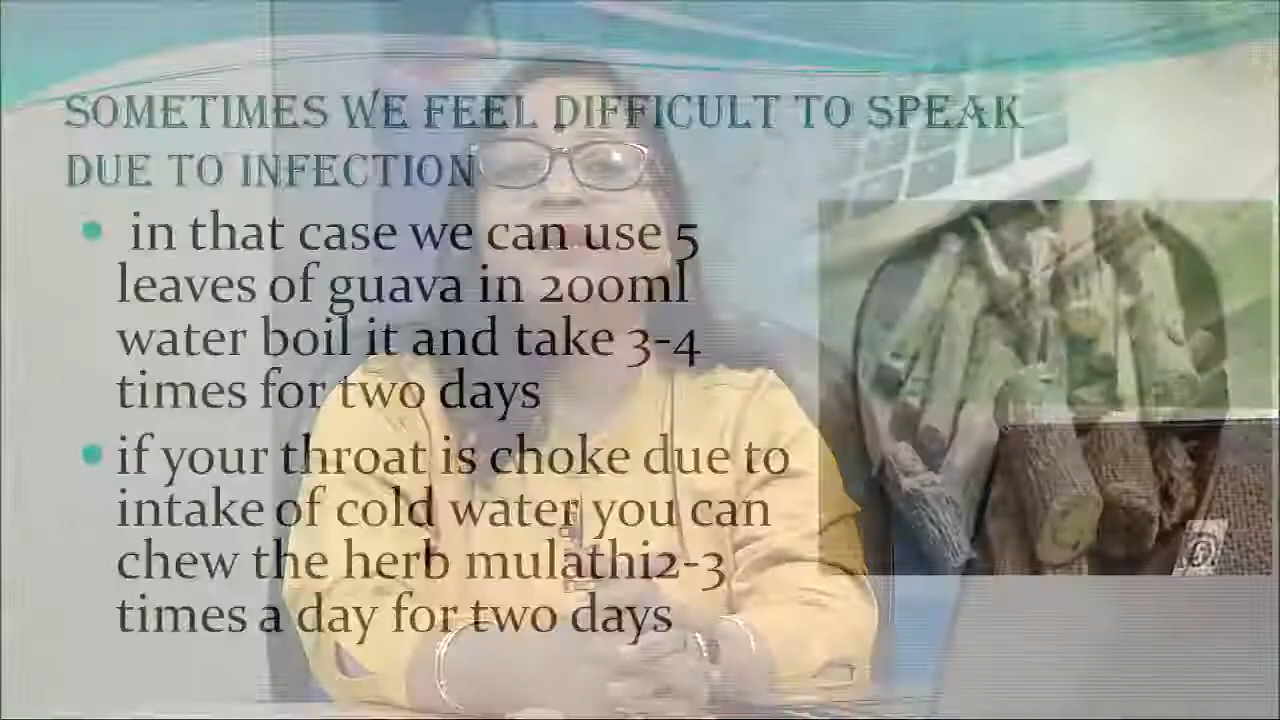 SOMETIMES WE FEEL DIFFICULT TO SPEAK
DUE TO INFECTION
• in that case we can use 5
leaves of guava in 200ml
water boil it and take 3-4
times for two days
• if your throat is choke due to
intake of cold water you can
chew the herb mulathi2-3
times a day for two days